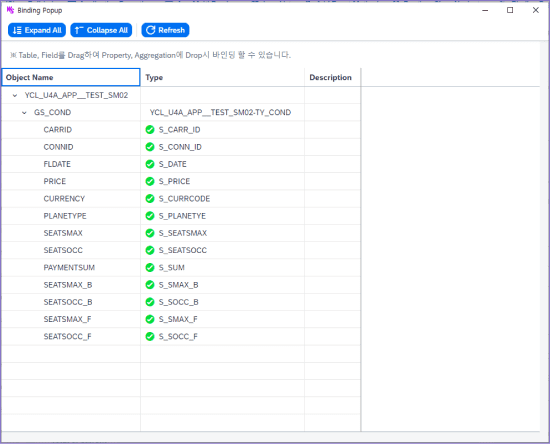 Binding Popup
Expand All Collapse All Refresh
※ Table, Field를 Drag하여 Property, Aggregation에 Drop시 바인딩 할 수 있습니다.
Object Name Type Description
YCL_U4A_APP__TEST_SM02
GS_COND YCL_U4A_APP__TEST_SM02-TY_COND
CARRID S_CARR_ID
CONNID S_CONN_ID
FLDATE S_DATE
PRICE S_PRICE
CURRENCY S_CURRCODE
PLANETYPE S_PLANETYE
SEATSMAX S_SEATSMAX
SEATSOCC S_SEATSOCC
PAYMENTSUM S_SUM
SEATSMAX_B S_SMAX_B
SEATSOCC_B S_SOCC_B
SEATSMAX_F S_SMAX_F
SEATSOCC_F S_SOCC_F